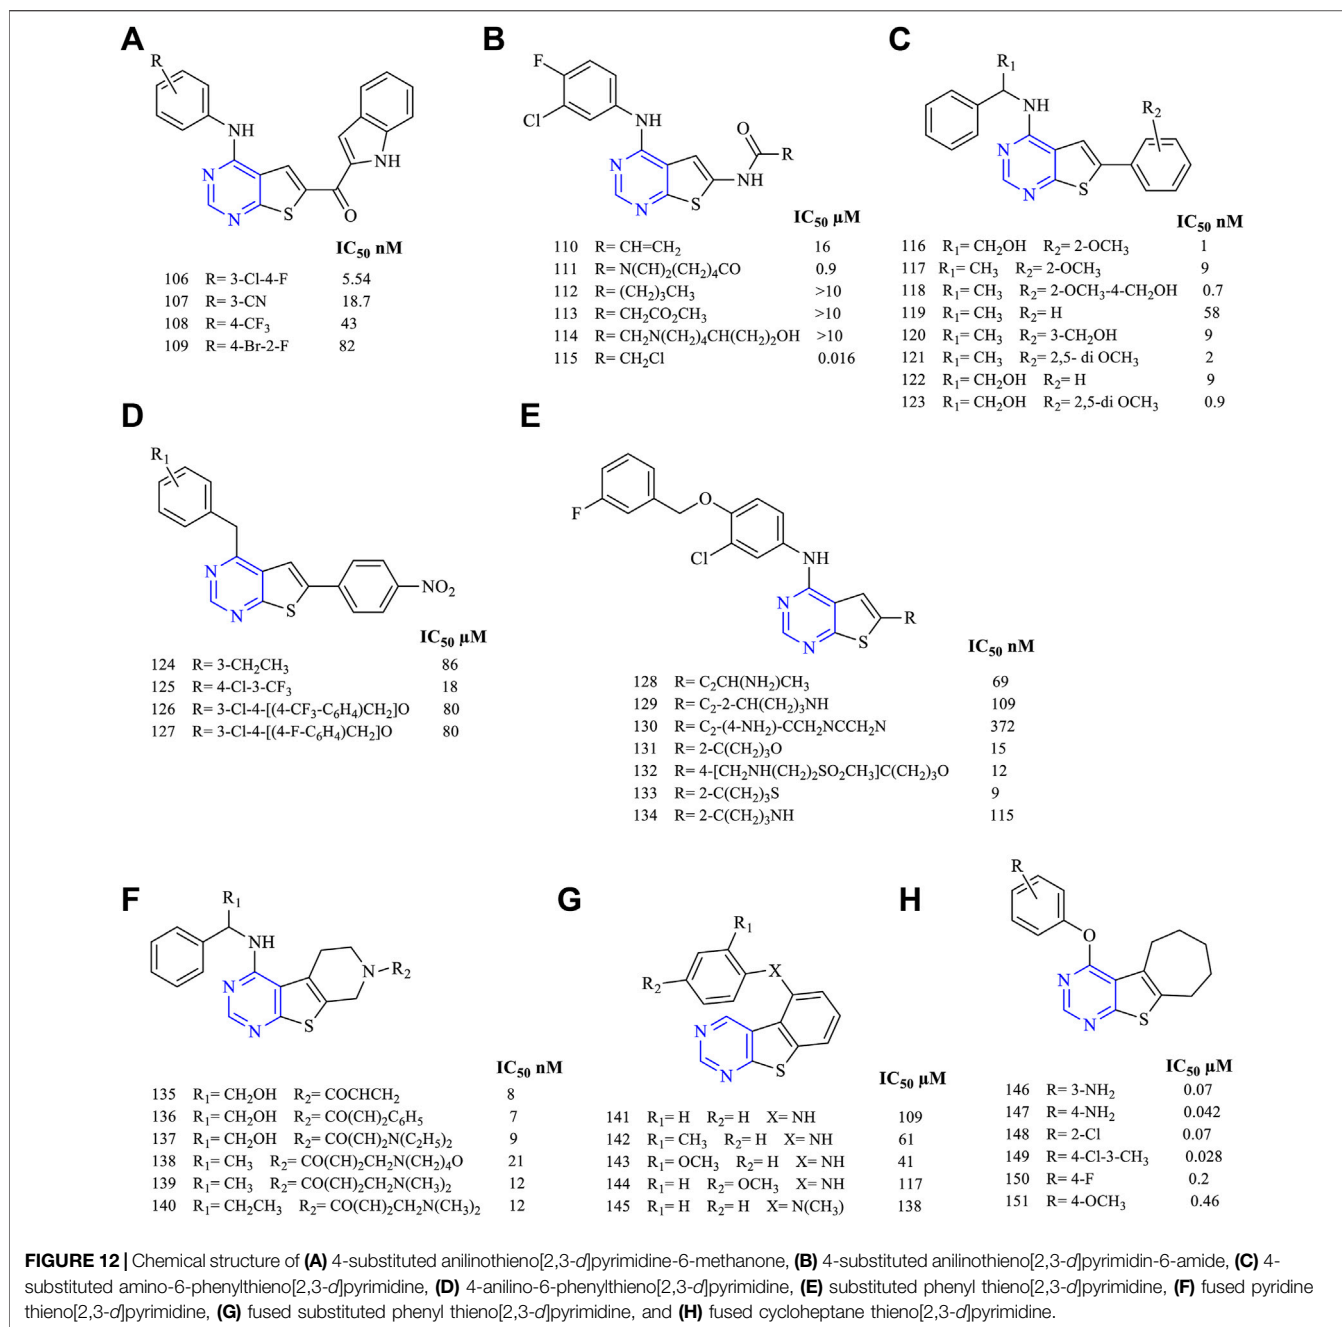 A
R
NH
N
N
S
O
NH
IC50 nM
106 R= 3-Cl-4-F 5.54
107 R= 3-CN 18.7
108 R= 4-CF3 43
109 R= 4-Br-2-F 82
B
F
Cl
NH
O
R
NH
N
N
S
IC50 µM
110 R= CH=CH2 16
111 R= N(CH)2(CH2)4CO 0.9
112 R= (CH2)3CH3 >10
113 R= CH2CO2CH3 >10
114 R= CH2N(CH2)4CH(CH2)2OH >10
115 R= CH2Cl 0.016
C
R1
NH
R2
N
N
S
IC50 nM
116 R1= CH2OH R2= 2-OCH3 1
117 R1= CH3 R2= 2-OCH3 9
118 R1= CH3 R2= 2-OCH3-4-CH2OH 0.7
119 R1= CH3 R2= H 58
120 R1= CH3 R2= 3-CH2OH 9
121 R1= CH3 R2= 2,5- di OCH3 2
122 R1= CH2OH R2= H 9
123 R1= CH2OH R2= 2,5-di OCH3 0.9
D
R1
N
N
S
NO2
IC50 µM
124 R= 3-CH2CH3 86
125 R= 4-Cl-3-CF3 18
126 R= 3-Cl-4-[(4-CF3-C6H4)CH2]O 80
127 R= 3-Cl-4-[(4-F-C6H4)CH2]O 80
E
F
O
Cl
NH
N
N
S
R
IC50 nM
128 R= C2CH(NH2)CH3 69
129 R= C2-2-CH(CH2)3NH 109
130 R= C2-(4-NH2)-CCH2NCCH2N 372
131 R= 2-C(CH2)3O 15
132 R= 4-[CH2NH(CH2)2SO2CH3]C(CH2)3O 12
133 R= 2-C(CH2)3S 9
134 R= 2-C(CH2)3NH 115
F
R1
NH
N
N
S
N
R2
IC50 nM
135 R1= CH2OH R2= COCHCH2 8
136 R1= CH2OH R2= CO(CH)2C6H5 7
137 R1= CH2OH R2= CO(CH)2N(C2H5)2 9
138 R1= CH3 R2= CO(CH)2CH2N(CH2)4O 21
139 R1= CH3 R2= CO(CH)2CH2N(CH3)2 12
140 R1= CH2CH3 R2= CO(CH)2CH2N(CH3)2 12
G
R1
R2
X
N
N
S
IC50 µM
141 R1= H R2= H X= NH 109
142 R1= CH3 R2= H X= NH 61
143 R1= OCH3 R2= H X= NH 41
144 R1= H R2= OCH3 X= NH 117
145 R1= H R2= H X= N(CH3) 138
H
R
O
N
N
S
IC50 µM
146 R= 3-NH2 0.07
147 R= 4-NH2 0.042
148 R= 2-Cl 0.07
149 R= 4-Cl-3-CH3 0.028
150 R= 4-F 0.2
151 R= 4-OCH3 0.46
FIGURE 12 | Chemical structure of (A) 4-substituted anilinothieno[2,3-d]pyrimidine-6-methanone, (B) 4-substituted anilinothieno[2,3-d]pyrimidin-6-amide, (C) 4-
substituted amino-6-phenylthieno[2,3-d]pyrimidine, (D) 4-anilino-6-phenylthieno[2,3-d]pyrimidine, (E) substituted phenyl thieno[2,3-d]pyrimidine, (F) fused pyridine
thieno[2,3-d]pyrimidine, (G) fused substituted phenyl thieno[2,3-d]pyrimidine, and (H) fused cycloheptane thieno[2,3-d]pyrimidine.